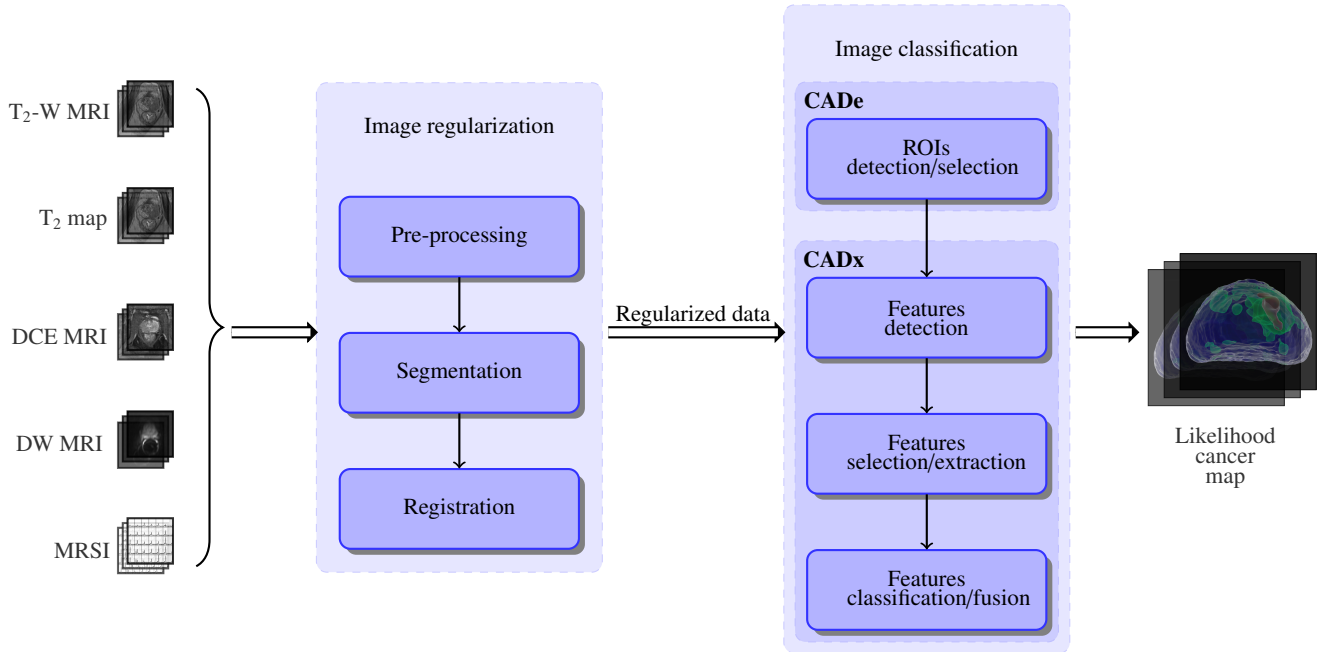 T₂-W MRI
T₂ map
DCE MRI
DW MRI
MRSI
Image regularization
Pre-processing
Segmentation
Registration
Regularized data
Image classification
CADe
ROIs
detection/selection
CADx
Features
detection
Features
selection/extraction
Features
classification/fusion
Likelihood
cancer
map